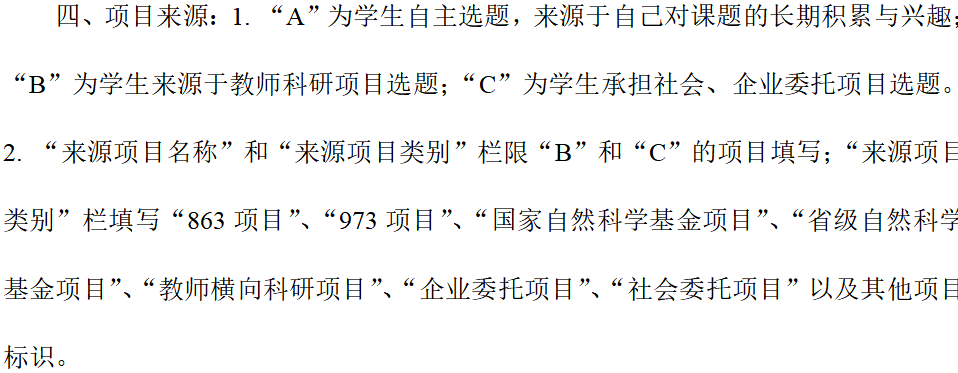 四、项目来源：1. “A”为学生自主选题，来源于自己对课题的长期积累与兴趣；
“B”为学生来源于教师科研项目选题；“C”为学生承担社会、企业委托项目选题。
2. “来源项目名称”和“来源项目类别”栏限“B”和“C”的项目填写；“来源项目
类别”栏填写“863 项目”、“973 项目”、“国家自然科学基金项目”、“省级自然科学
基金项目”、“教师横向科研项目”、“企业委托项目”、“社会委托项目”以及其他项目
标识。